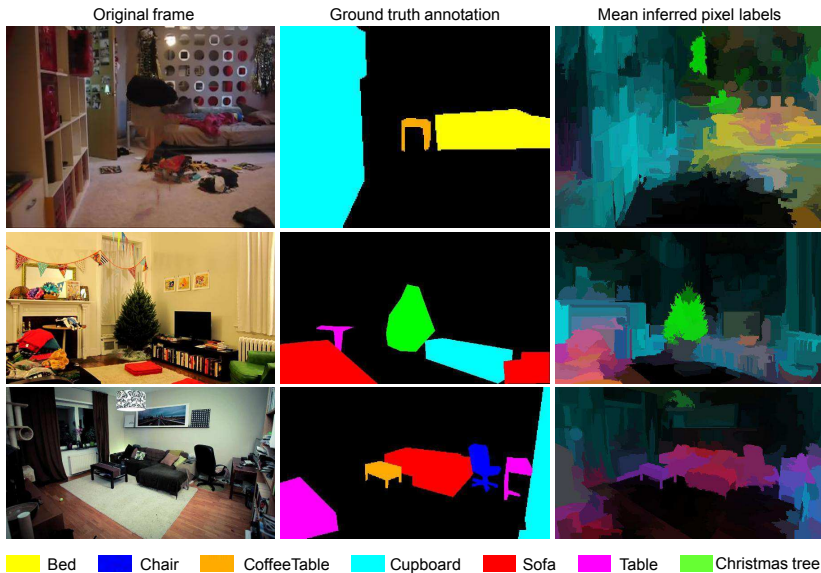 Original frame
Ground truth annotation
Mean inferred pixel labels
Bed
Chair
CoffeeTable
Cupboard
Sofa
Table
Christmas tree